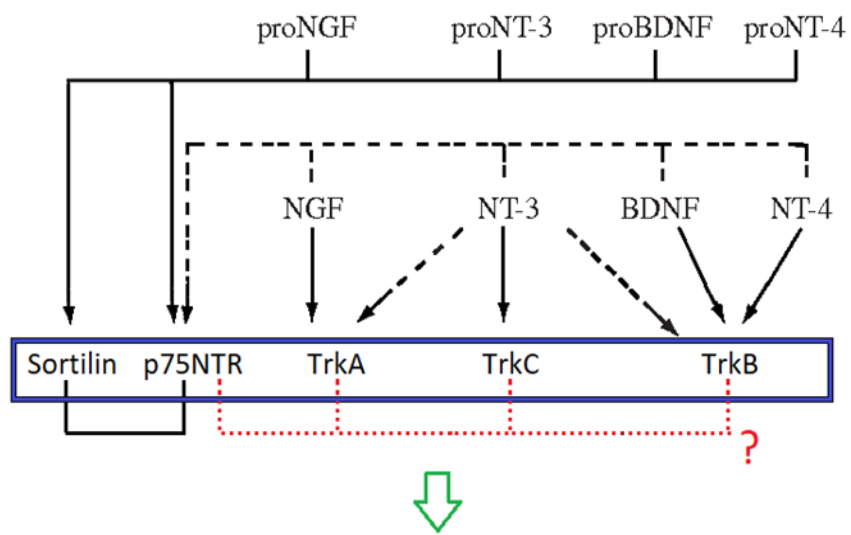 proNGF proNT-3 proBDNF proNT-4
NGF NT-3 BDNF NT-4
Sortilin p75NTR TrkA TrkC TrkB
?